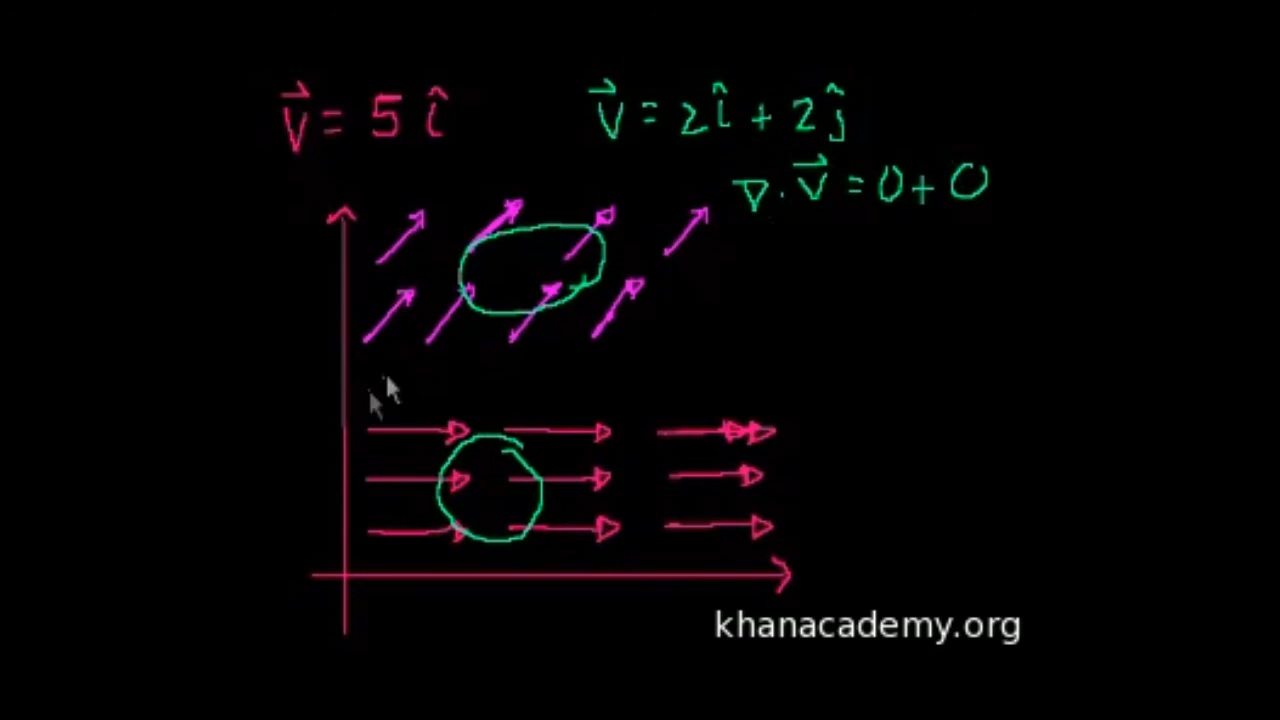 v⃗ = 5 î
v⃗ = 2î + 2ĵ
∇ · v⃗ = 0 + 0
khanacademy.org